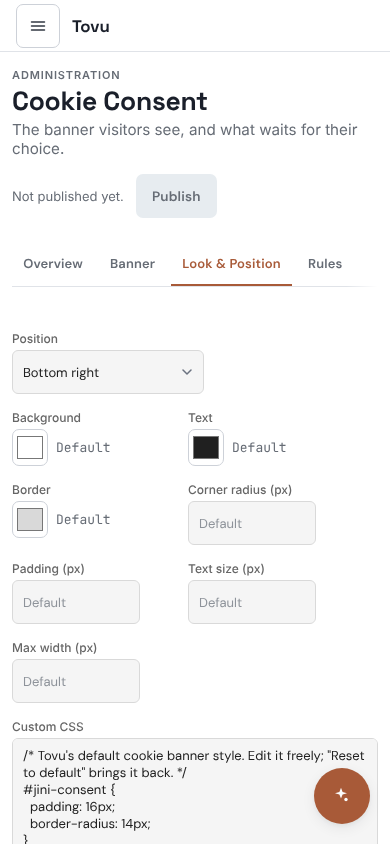 Tovu
ADMINISTRATION
Cookie Consent
The banner visitors see, and what waits for their
choice.
Not published yet.
Publish
Overview
Banner
Look & Position
Rules
Position
Bottom right
Background
Text
Default
Default
Border
Corner radius (px)
Default
Default
Padding (px)
Text size (px)
Default
Default
Max width (px)
Default
Custom CSS
/* Tovu's default cookie banner style. Edit it freely; "Reset
to default" brings it back. */
#jini-consent {
  padding: 16px;
  border-radius: 14px;
}